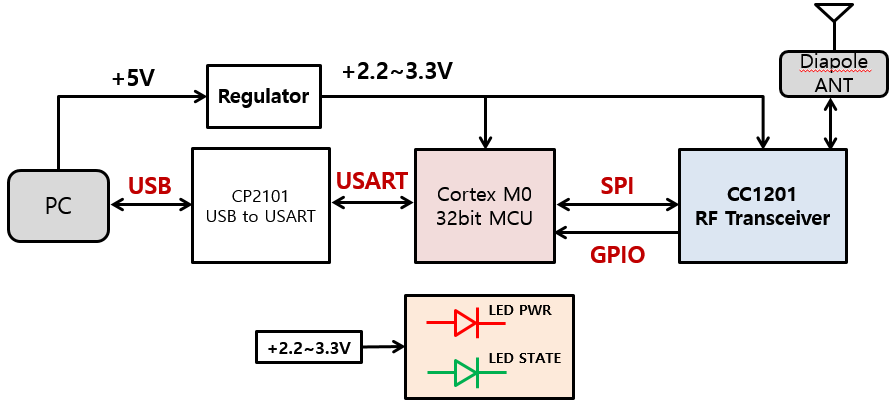 Diapole
ANT
+5V
+2.2~3.3V
Regulator
PC
USB
CP2101
USB to USART
USART
Cortex M0
32bit MCU
SPI
GPIO
CC1201
RF Transceiver
LED PWR
+2.2~3.3V
LED STATE